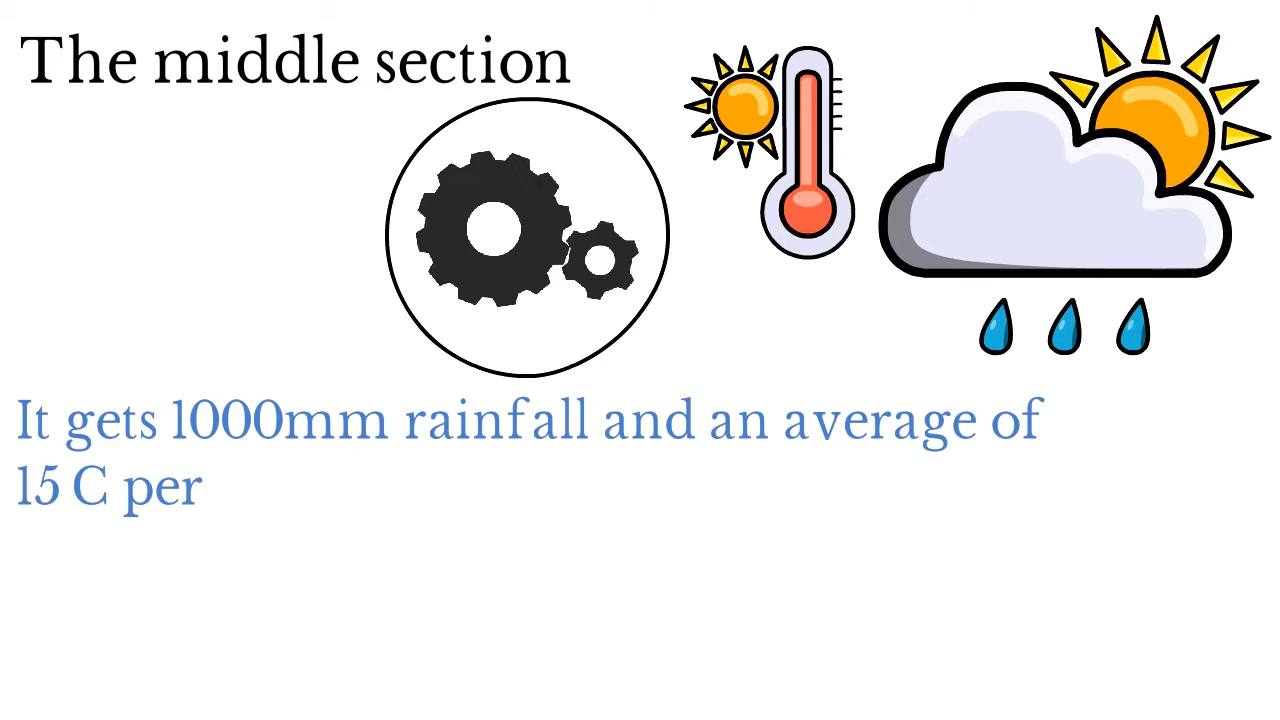 The middle section
It gets 1000mm rainfall and an average of
15 C per